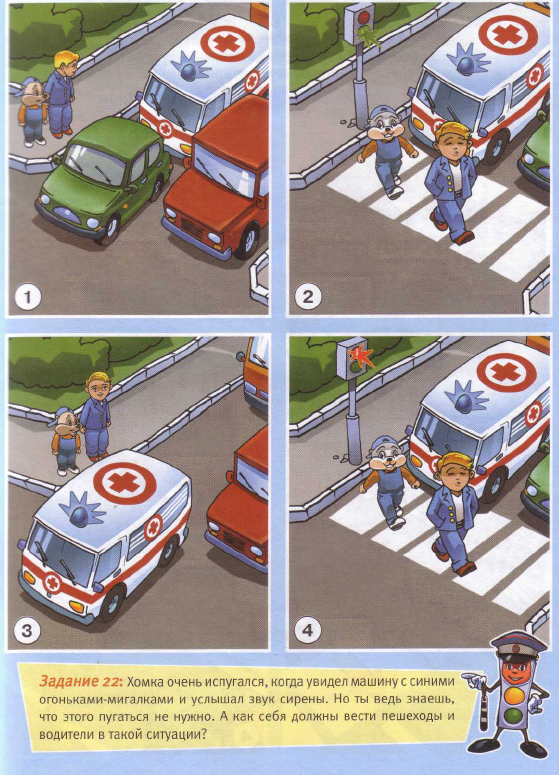 1
2
3
4
Задание 22: Хомка очень испугался, когда увидел машину с синими
огоньками-мигалками и услышал звук сирены. Но ты ведь знаешь,
что этого пугаться не нужно. А как себя должны вести пешеходы и
водители в такой ситуации?